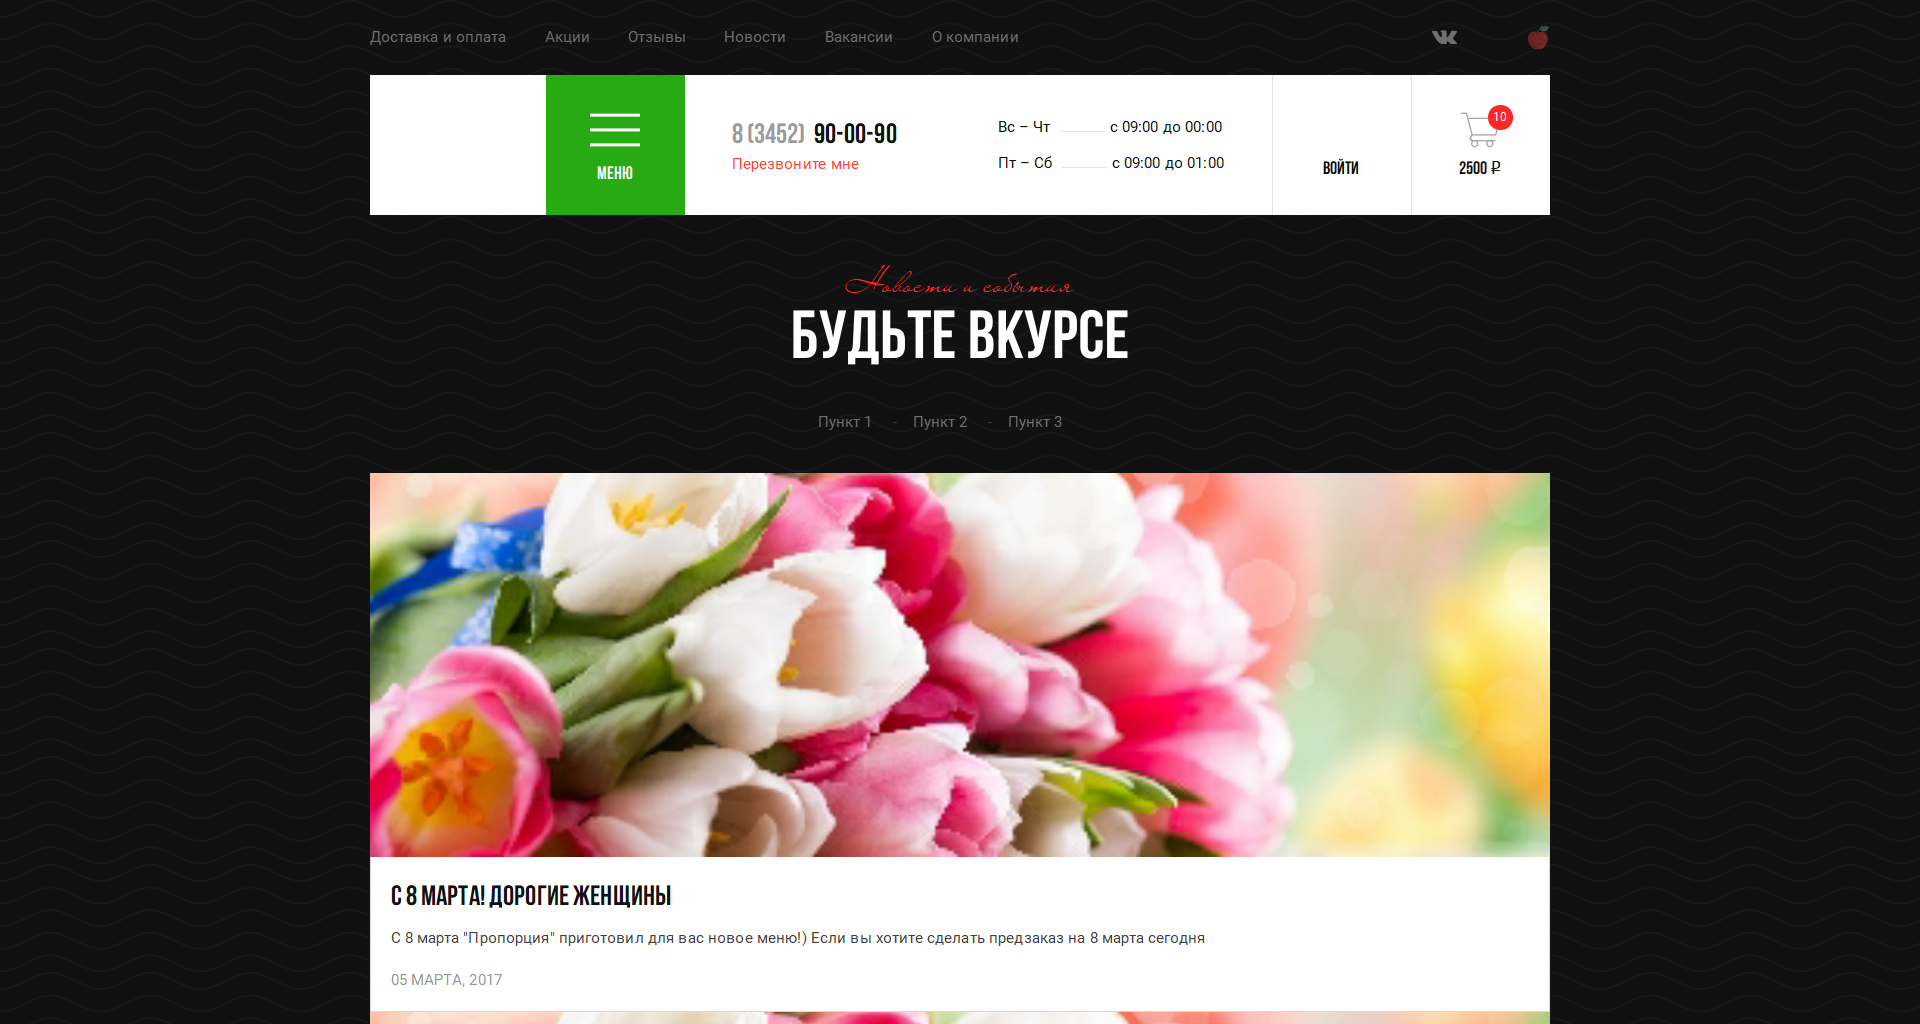 Доставка и оплата Акции Отзывы Новости Вакансии О компании
МЕНЮ
8 (3452) 90-00-90
Перезвоните мне
Вс – Чт с 09:00 до 00:00
Пт – Сб с 09:00 до 01:00
ВОЙТИ
10
2500 ₽
Новости и события
БУДЬТЕ ВКУРСЕ
Пункт 1 - Пункт 2 - Пункт 3
С 8 МАРТА! ДОРОГИЕ ЖЕНЩИНЫ
С 8 марта "Пропорция" приготовил для вас новое меню!) Если вы хотите сделать предзаказ на 8 марта сегодня
05 МАРТА, 2017